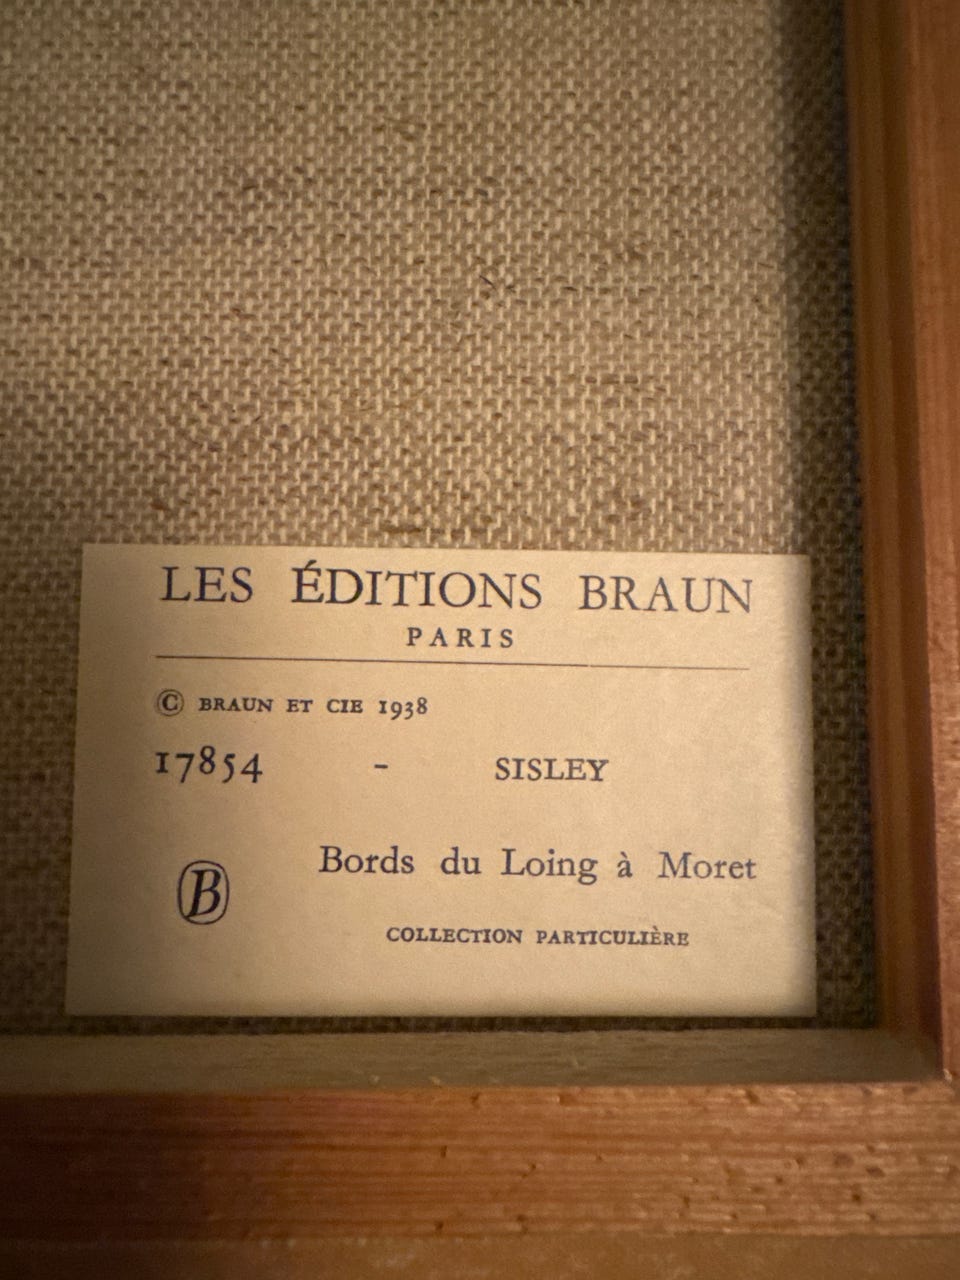 LES ÉDITIONS BRAUN
PARIS
© BRAUN ET CIE 1938
17854 - SISLEY
B
Bords du Loing à Moret
COLLECTION PARTICULIÈRE